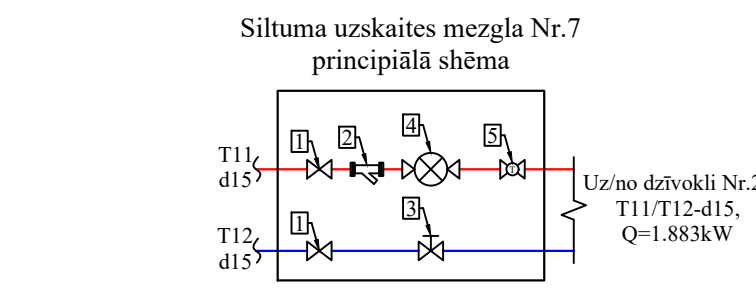 Siltuma uzskaites mezgla Nr.7
principiālā shēma
1
2
4
5
T11
d15
T
Uz/no dzīvokli Nr.2
T11/T12-d15,
Q=1.883kW
1
3
T12
d15